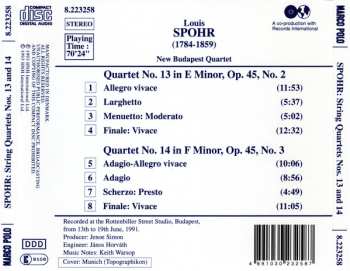 8.223258
SPOHR: String Quartets Nos. 13 and 14
MARCO POLO
COMPACT
disc
DIGITAL AUDIO
STEREO
Playing
Time :
70'24"
Louis
SPOHR
(1784-1859)
New Budapest Quartet
A co-production with
Records International
Quartet No. 13 in E Minor, Op. 45, No. 2
1 Allegro vivace (11:53)
2 Larghetto (5:37)
3 Menuetto: Moderato (5:02)
4 Finale: Vivace (12:32)
Quartet No. 14 in F Minor, Op. 45, No. 3
5 Adagio-Allegro vivace (10:06)
6 Adagio (8:56)
7 Scherzo: Presto (4:49)
8 Finale: Vivace (11:05)
Recorded at the Rottenbiller Street Studio, Budapest,
from 13th to 19th June, 1991.
Producer: Jenoe Simon
Engineer: János Horváth
Music Notes: Keith Warsop
Cover: Munich (Topographikon)
DDD
MARCO POLO
SPOHR: String Quartets Nos. 13 and 14
8.223258